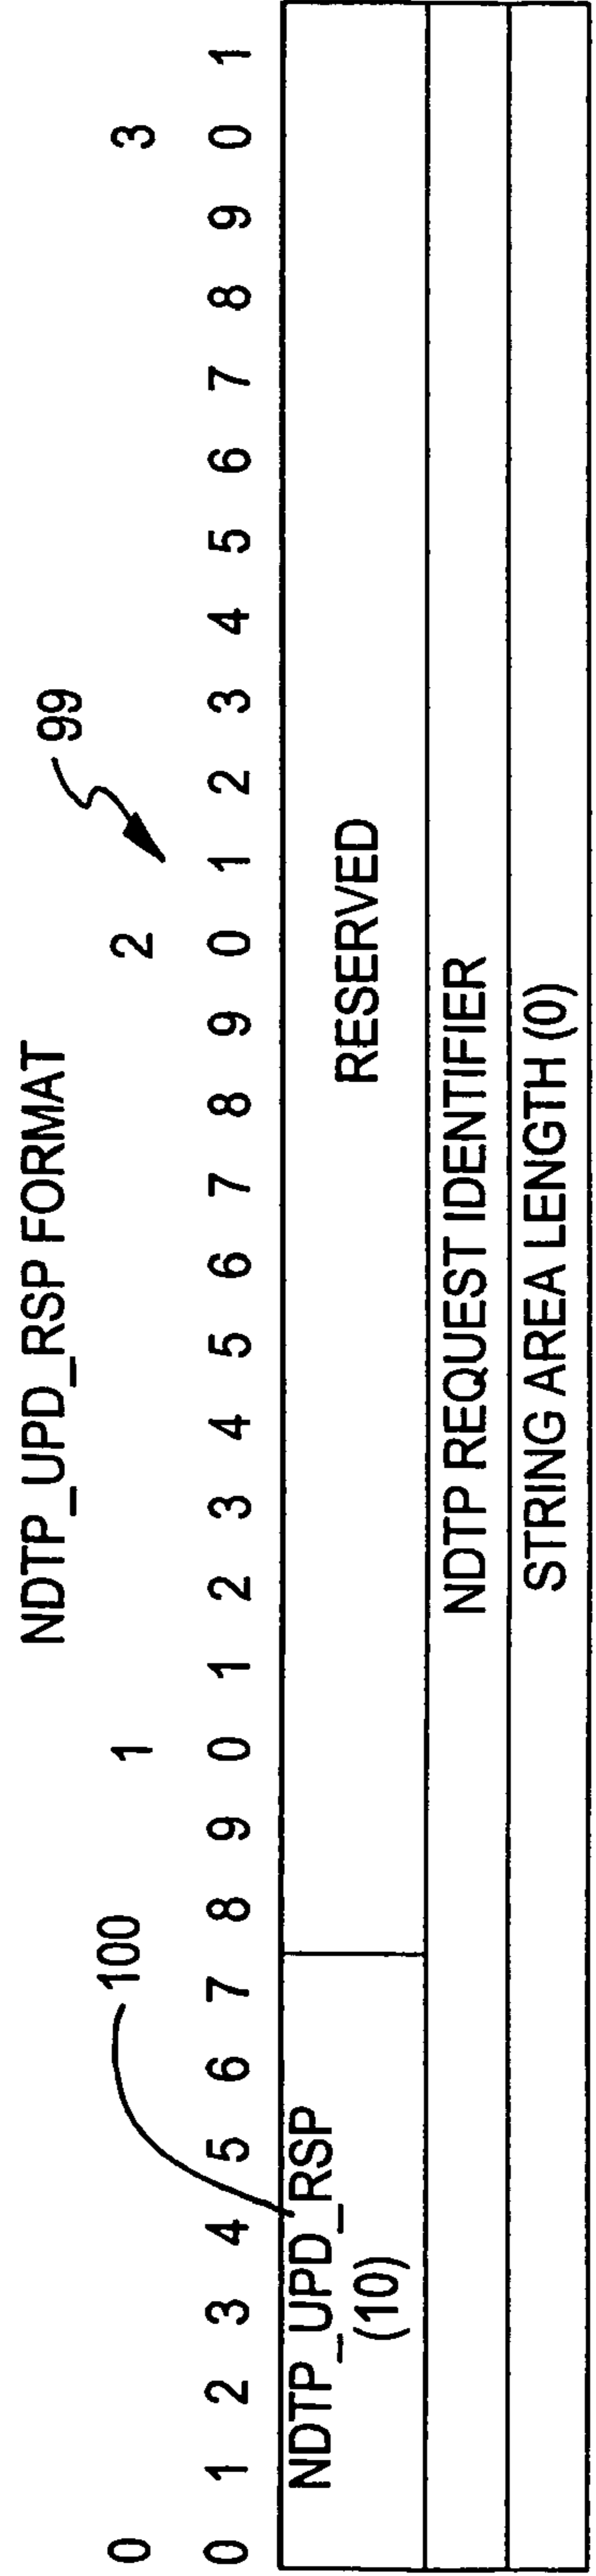 NDTP_UPD_RSP FORMAT
99
100
0 1 2 3
0 1 2 3 4 5 6 7 8 9 0 1 2 3 4 5 6 7 8 9 0 1 2 3 4 5 6 7 8 9 0 1
NDTP_UPD_RSP
(10)
RESERVED
NDTP REQUEST IDENTIFIER
STRING AREA LENGTH (0)